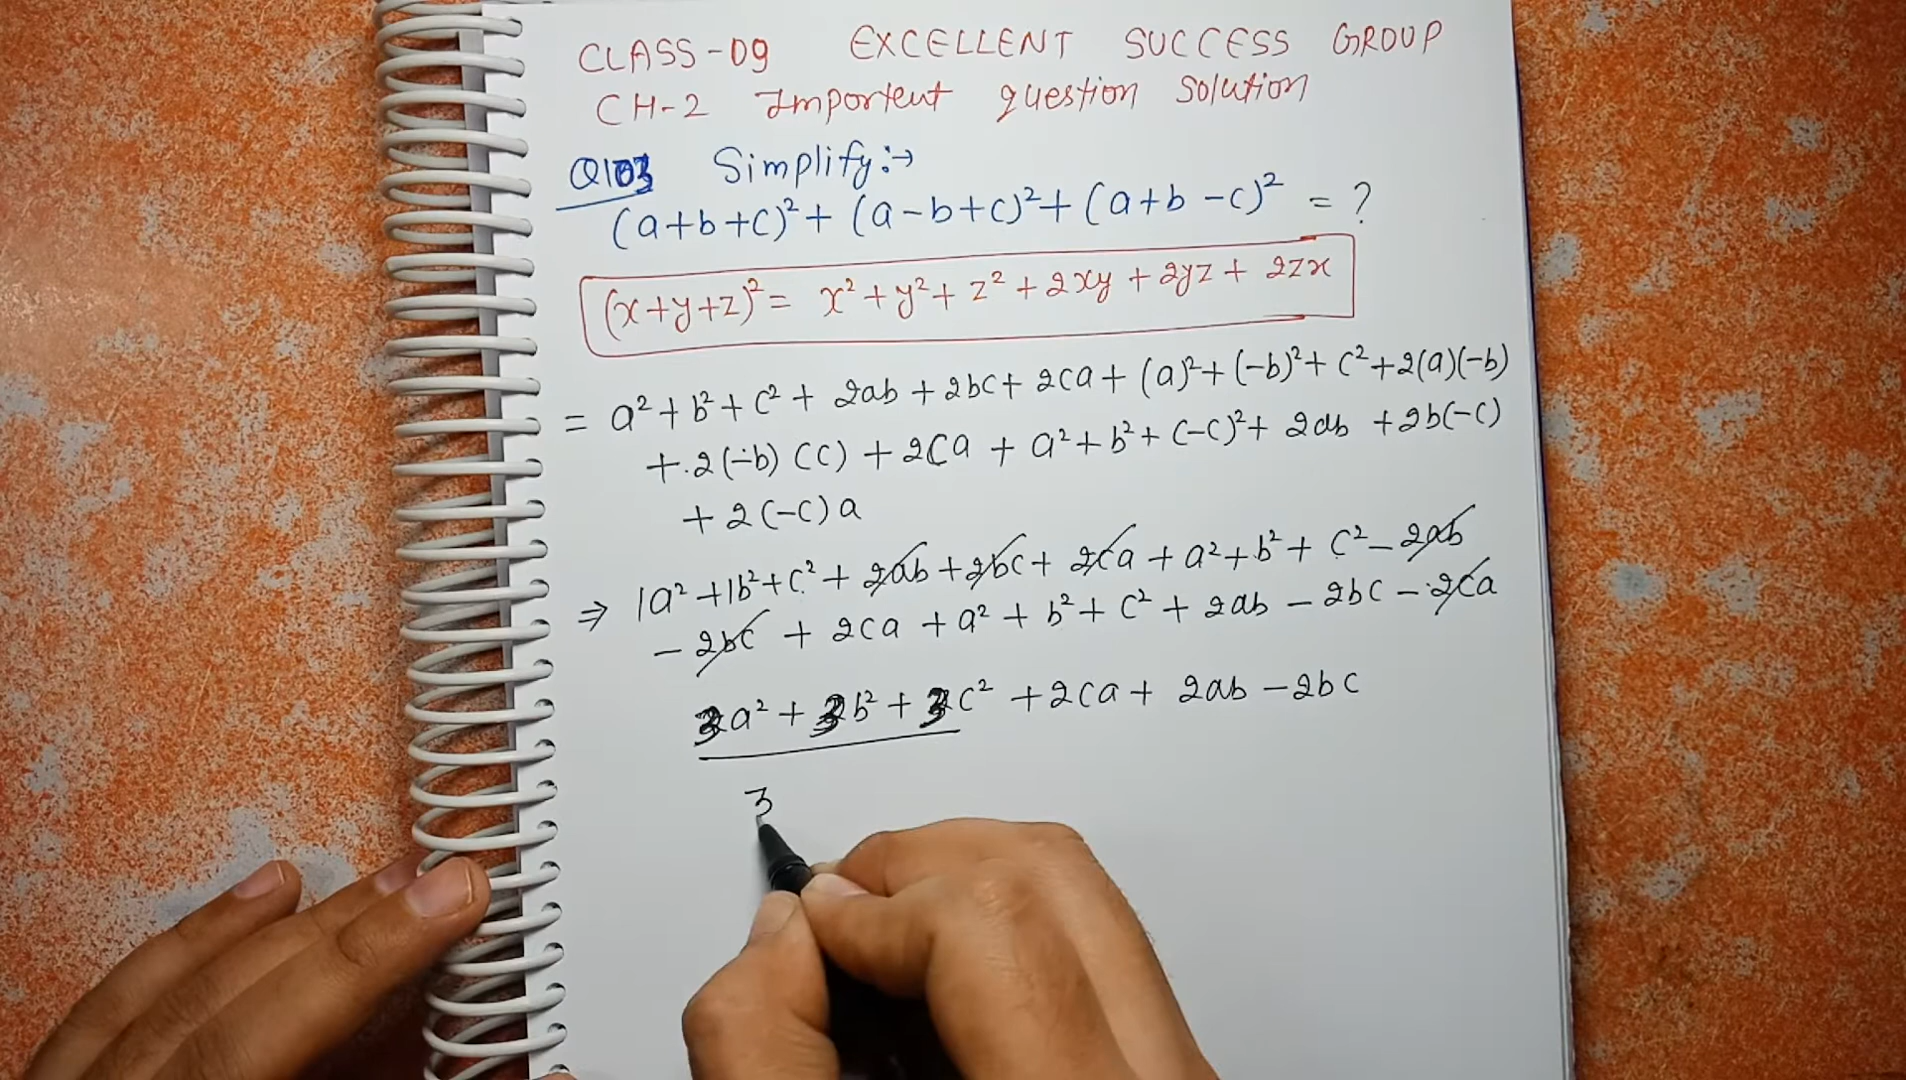 CLASS-09 EXCELLENT SUCCESS GROUP
CH-2 Importent question Solution
Q103 Simplify:→
(a+b+c)²+(a-b+c)²+(a+b-c)² = ?
(x+y+z)² = x²+y²+z²+2xy+2yz+2zx
= a²+b²+c²+2ab+2bc+2ca+(a)²+(-b)²+c²+2(a)(-b)
+.2(-b)(c)+2ca+a²+b²+(-c)²+2ab+2b(-c)
+2(-c)a
⇒ 1a²+1b²+c²+2ab+2bc+2ca+a²+b²+c²-2ab
-2bc+2ca+a²+b²+c²+2ab-2bc-2ca
3a²+3b²+3c²+2ca+2ab-2bc
3